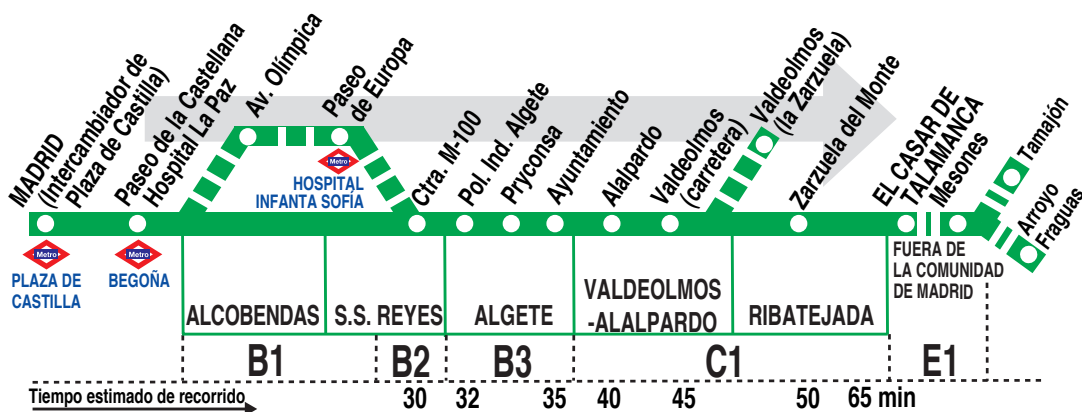 MADRID
(Intercambiador de
Plaza de Castilla)
Paseo de la Castellana
Hospital La Paz
Av. Olímpica
Paseo
de Europa
Ctra. M-100
Pol. Ind. Algete
Pryconsa
Ayuntamiento
Alalpardo
Valdeolmos
(carretera)
Valdeolmos
(la Zarzuela)
Zarzuela del Monte
EL CASAR DE
TALAMANCA
Mesones
Tamajón
Arroyo
Fraguas
Metro
PLAZA DE
CASTILLA
Metro
BEGOÑA
Metro
HOSPITAL
INFANTA SOFÍA
FUERA DE
LA COMUNIDAD
DE MADRID
ALCOBENDAS
S.S. REYES
ALGETE
VALDEOLMOS
-ALALPARDO
RIBATEJADA
B1
B2
B3
C1
E1
Tiempo estimado de recorrido
30
32
35
40
45
50
65 min